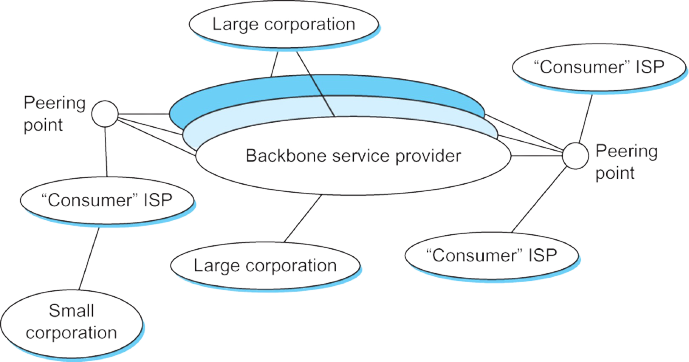 Large corporation
“Consumer” ISP
Peering
point
Backbone service provider
Peering
point
“Consumer” ISP
Large corporation
“Consumer” ISP
Small
corporation